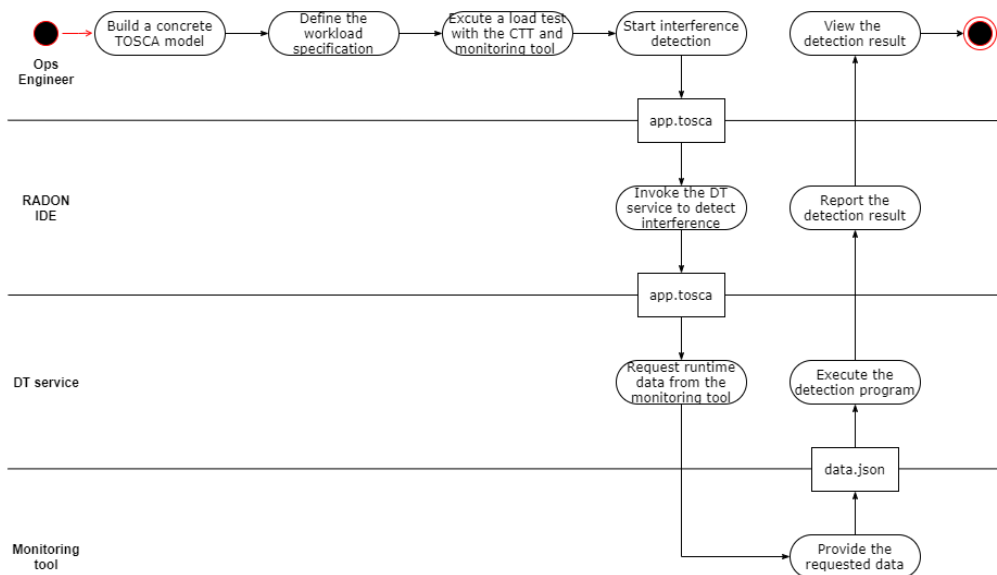 Build a concrete
TOSCA model
Define the
workload
specification
Excute a load test
with the CTT and
monitoring tool
Start interference
detection
View the
detection result
Ops
Engineer
app.tosca
RADON
IDE
Invoke the DT
service to detect
interference
Report the
detection result
app.tosca
DT service
Request runtime
data from the
monitoring tool
Execute the
detection program
data.json
Monitoring
tool
Provide the
requested data